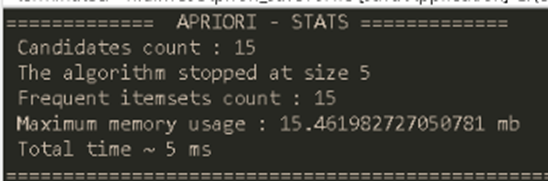 ============= APRIORI - STATS =============
Candidates count : 15
The algorithm stopped at size 5
Frequent itemsets count : 15
Maximum memory usage : 15.461982727050781 mb
Total time ~ 5 ms
===========================================